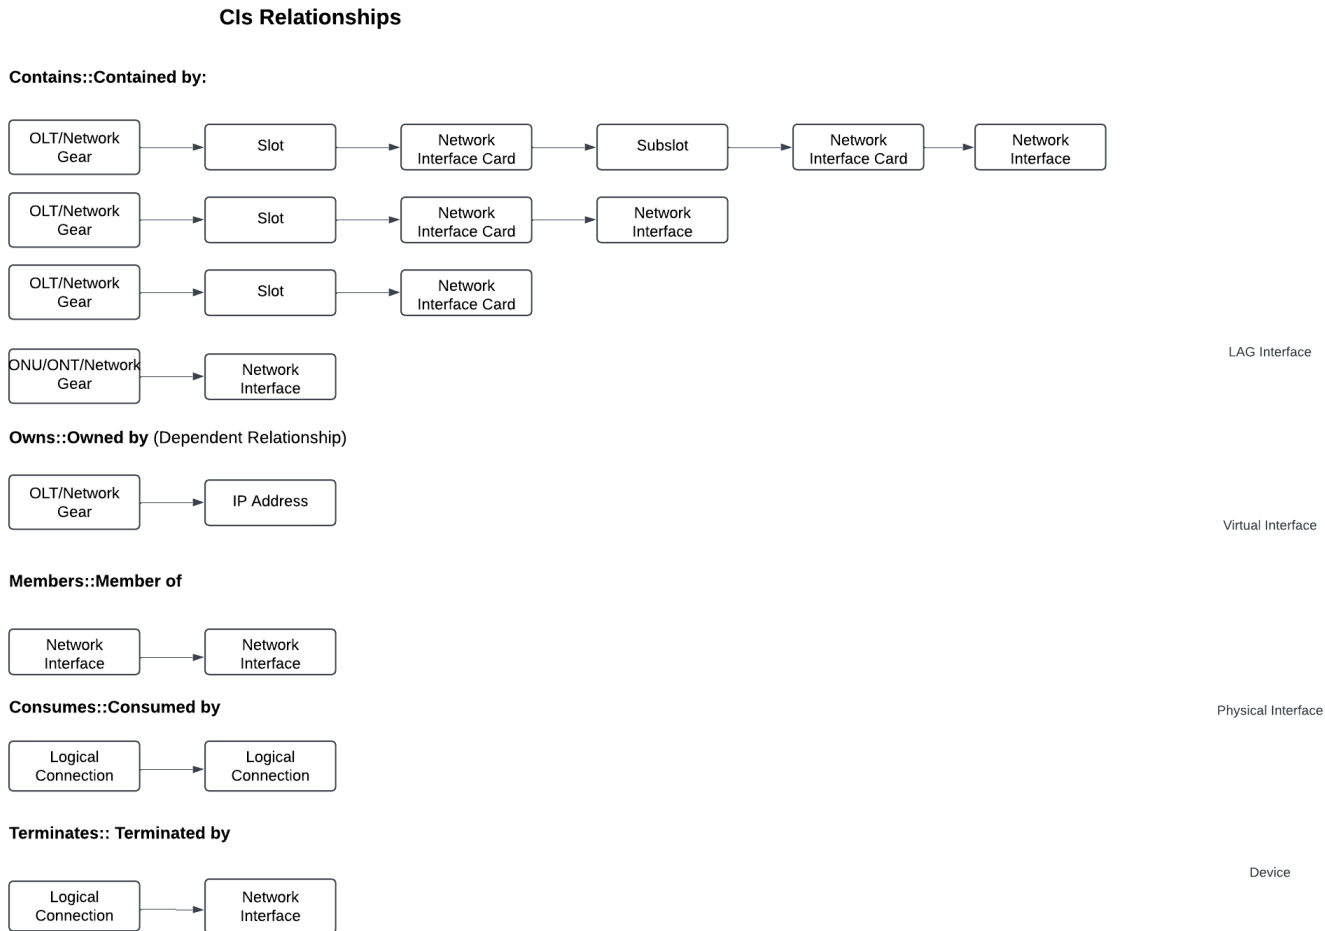 CIs Relationships
Contains::Contained by:
OLT/Network
Gear
Slot
Network
Interface Card
Subslot
Network
Interface Card
Network
Interface
OLT/Network
Gear
Slot
Network
Interface Card
Network
Interface
OLT/Network
Gear
Slot
Network
Interface Card
LAG Interface
ONU/ONT/Network
Gear
Network
Interface
Owns::Owned by (Dependent Relationship)
OLT/Network
Gear
IP Address
Virtual Interface
Members::Member of
Network
Interface
Network
Interface
Consumes::Consumed by
Physical Interface
Logical
Connection
Logical
Connection
Terminates:: Terminated by
Device
Logical
Connection
Network
Interface